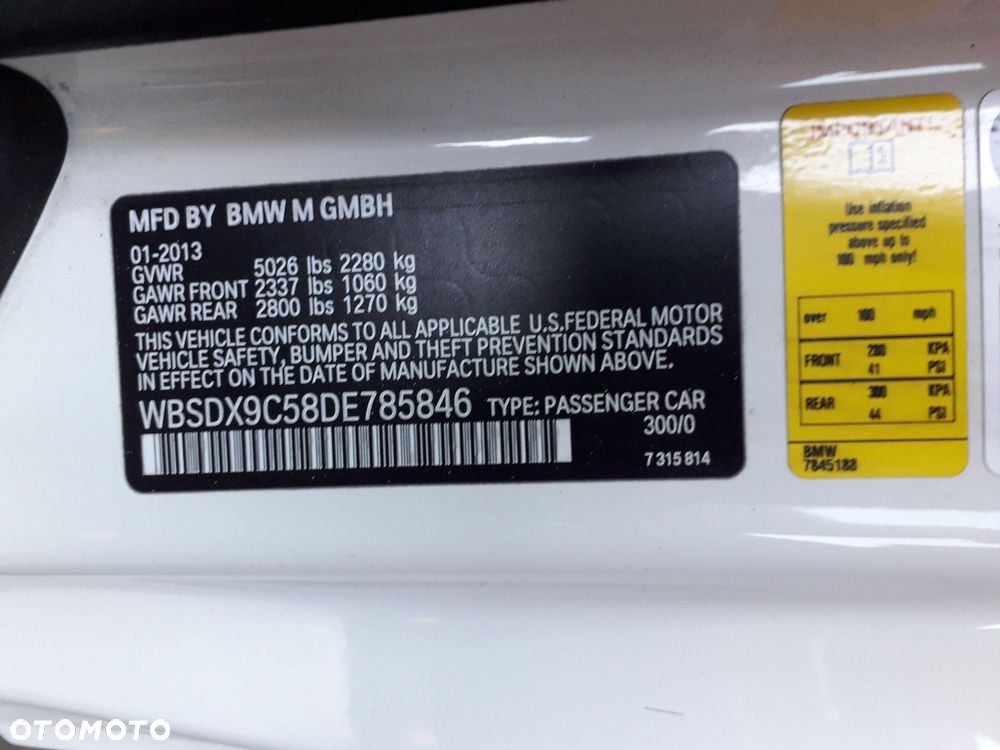 MFD BY BMW M GMBH
01-2013
GVWR 5026 lbs 2280 kg
GAWR FRONT 2337 lbs 1060 kg
GAWR REAR 2800 lbs 1270 kg
THIS VEHICLE CONFORMS TO ALL APPLICABLE U.S.FEDERAL MOTOR
VEHICLE SAFETY, BUMPER AND THEFT PREVENTION STANDARDS
IN EFFECT ON THE DATE OF MANUFACTURE SHOWN ABOVE.
WBSDX9C58DE785846 TYPE: PASSENGER CAR
300/0
7 315 814
IMPORTANT!
Use inflation
pressure specified
above up to
100 mph only!
over 100 mph
FRONT 280 KPA
41 PSI
REAR 300 KPA
44 PSI
BMW
7845188
OTOMOTO